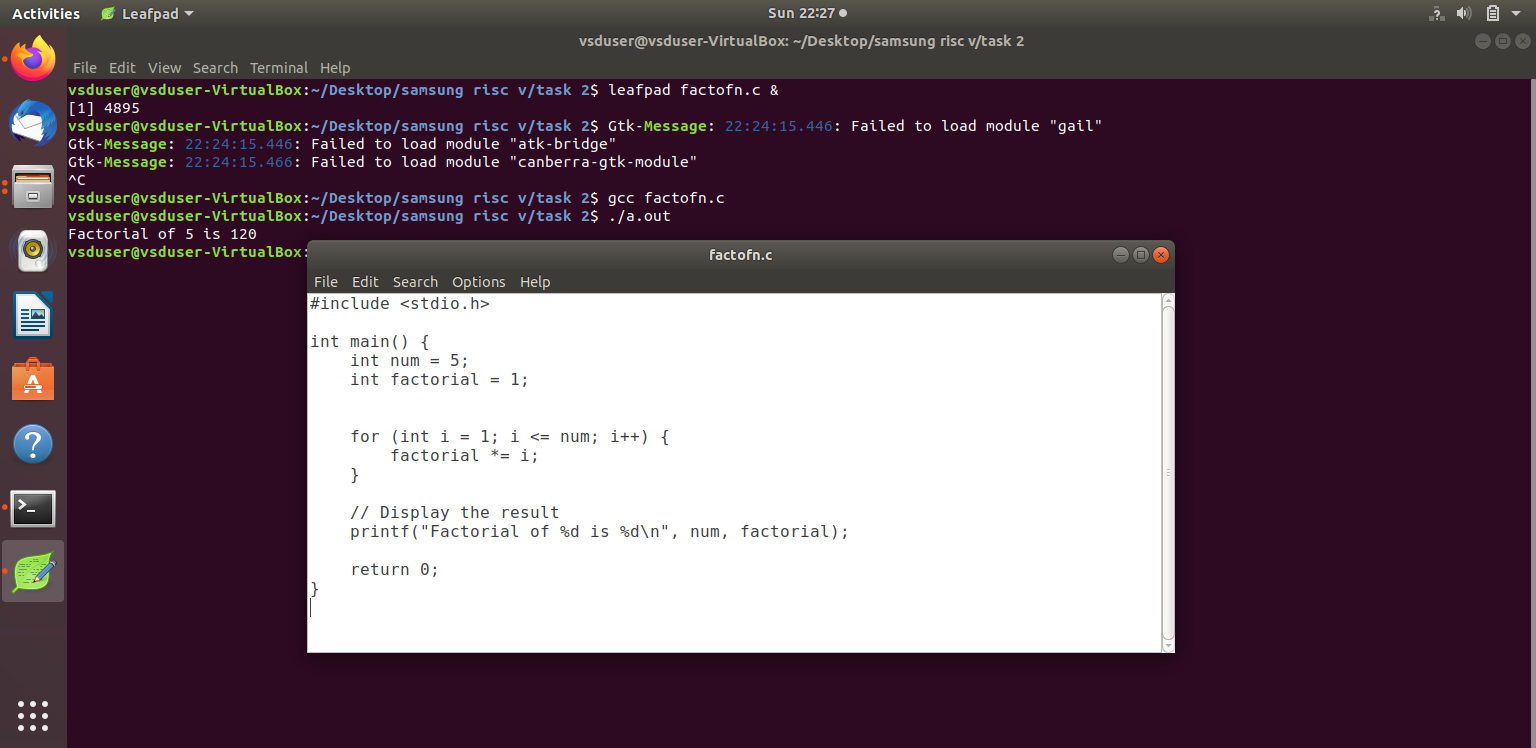 Activities Leafpad Sun 22:27
vsduser@vsduser-VirtualBox: ~/Desktop/samsung risc v/task 2
File Edit View Search Terminal Help
vsduser@vsduser-VirtualBox:~/Desktop/samsung risc v/task 2$ leafpad factofn.c &
[1] 4895
vsduser@vsduser-VirtualBox:~/Desktop/samsung risc v/task 2$ Gtk-Message: 22:24:15.446: Failed to load module "gail"
Gtk-Message: 22:24:15.446: Failed to load module "atk-bridge"
Gtk-Message: 22:24:15.466: Failed to load module "canberra-gtk-module"
^C
vsduser@vsduser-VirtualBox:~/Desktop/samsung risc v/task 2$ gcc factofn.c
vsduser@vsduser-VirtualBox:~/Desktop/samsung risc v/task 2$ ./a.out
Factorial of 5 is 120
vsduser@vsduser-VirtualBox:
factofn.c
File Edit Search Options Help
#include <stdio.h>
int main() {
    int num = 5;
    int factorial = 1;
    for (int i = 1; i <= num; i++) {
        factorial *= i;
    }
    // Display the result
    printf("Factorial of %d is %d\n", num, factorial);
    return 0;
}